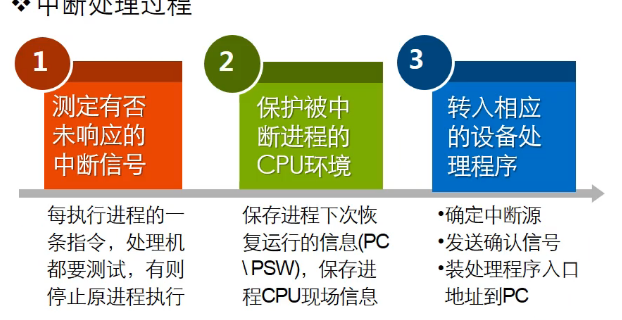 ❖中断处理过程
1
测定有否
未响应的
中断信号
每执行进程的一
条指令，处理机
都要测试，有则
停止原进程执行
2
保护被中
断进程的
CPU环境
保存进程下次恢
复运行的信息(PC
\ PSW)，保存进
程CPU现场信息
3
转入相应
的设备处
理程序
•确定中断源
•发送确认信号
•装处理程序入口
地址到PC